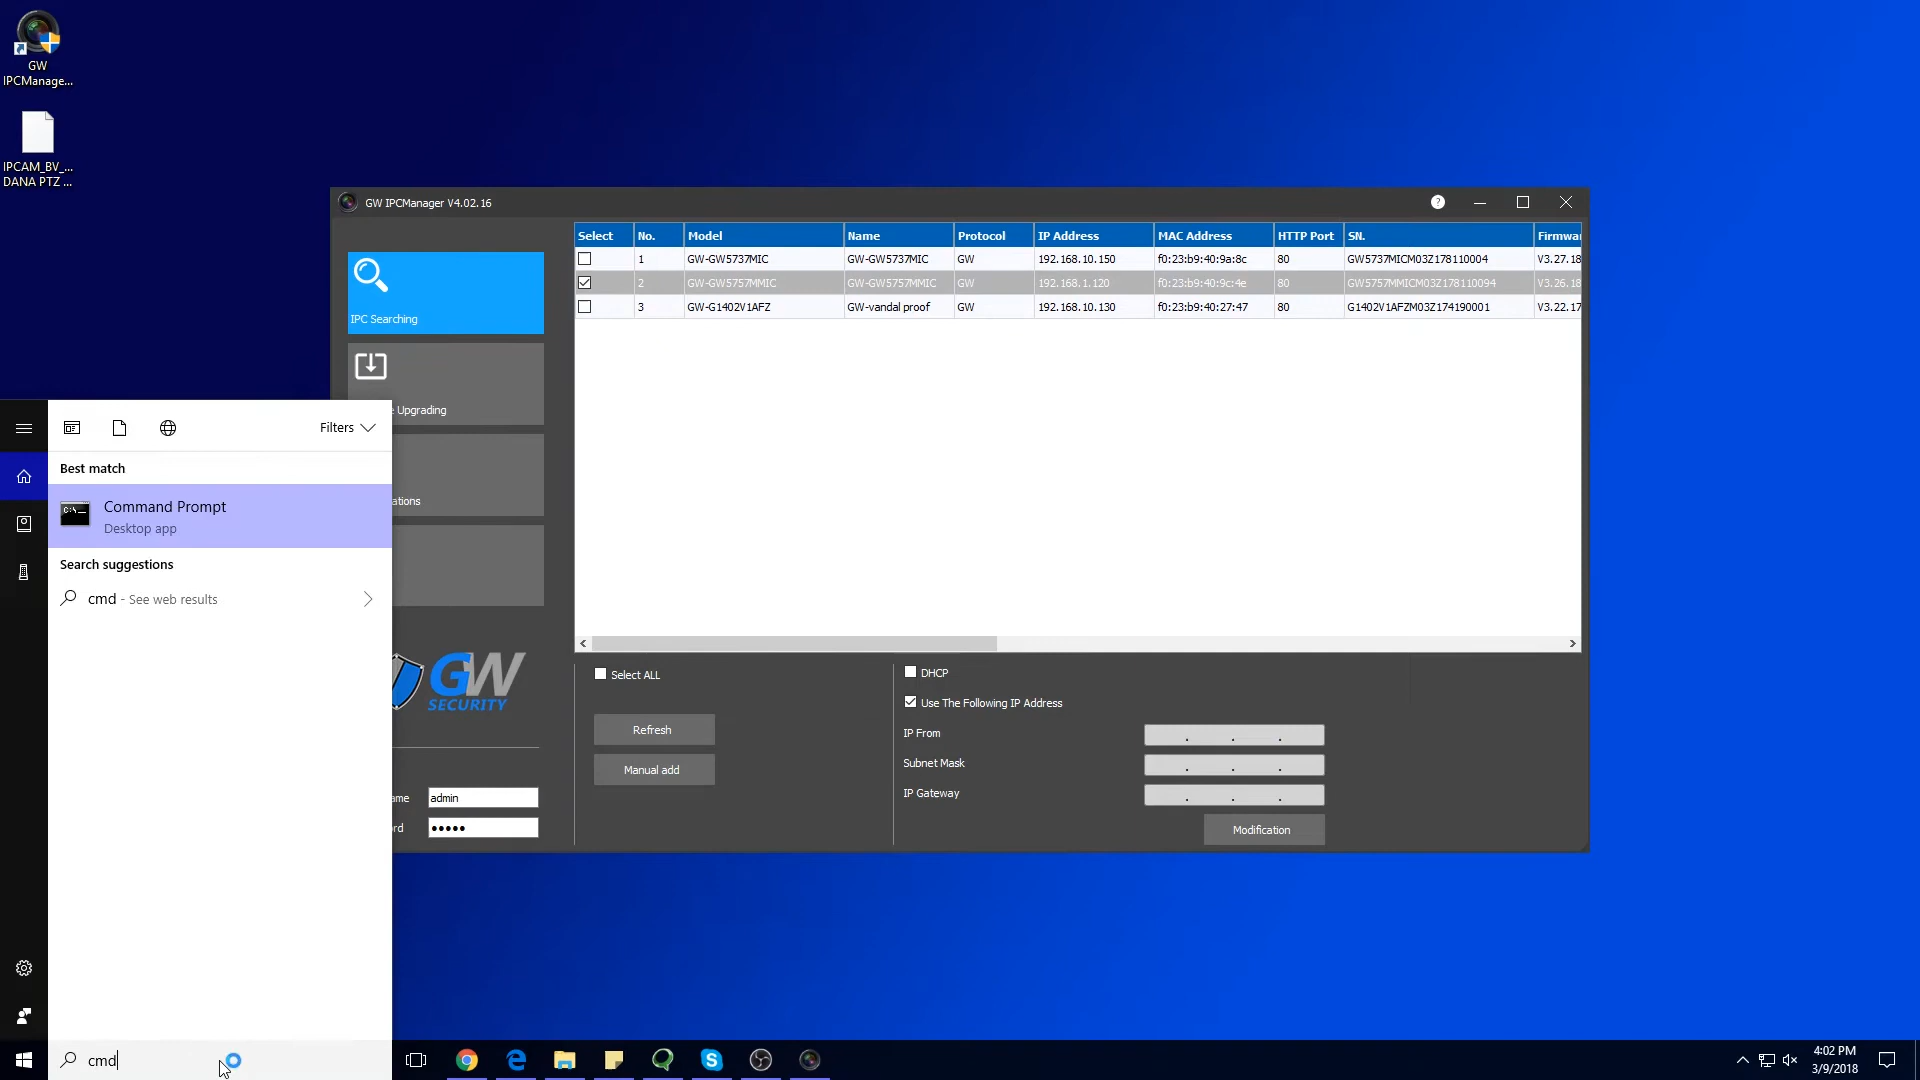 GW
IPCManage...
IPCAM_BV_...
DANA PTZ ...
GW IPCManager V4.02.16
?
Select No. Model Name Protocol IP Address MAC Address HTTP Port SN. Firmwa
1 GW-GW5737MIC GW-GW5737MIC GW 192.168.10.150 f0:23:b9:40:9a:8c 80 GW5737MICM03Z178110004 V3.27.18
2 GW-GW5757MMIC GW-GW5757MMIC GW 192.168.1.120 f0:23:b9:40:9c:4e 80 GW5757MMICM03Z178110094 V3.26.18
3 GW-G1402V1AFZ GW-vandal proof GW 192.168.10.130 f0:23:b9:40:27:47 80 G1402V1AFZM03Z174190001 V3.22.17
IPC Searching
e Upgrading
ations
GW
SECURITY
ame admin
rd •••••
Select ALL
Refresh
Manual add
DHCP
Use The Following IP Address
IP From
Subnet Mask
IP Gateway
Modification
Filters
Best match
Command Prompt
Desktop app
Search suggestions
cmd - See web results
cmd
4:02 PM
3/9/2018